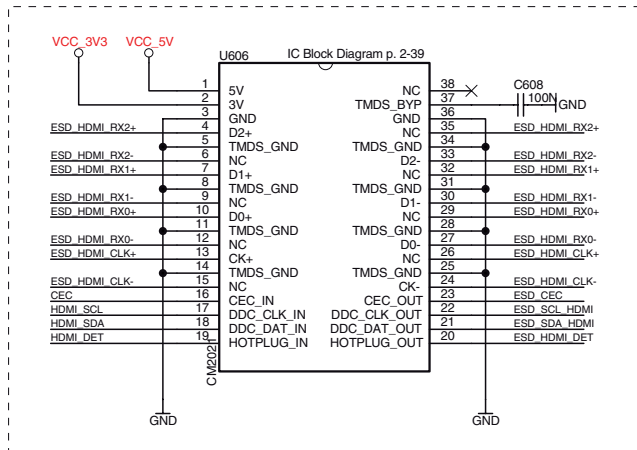 VCC_3V3 VCC_5V
U606 IC Block Diagram p. 2-39
1 5V NC 38
2 3V TMDS_BYP 37 C608 100N GND
3 GND GND 36
ESD_HDMI_RX2+ 4 D2+ NC 35 ESD_HDMI_RX2+
5 TMDS_GND TMDS_GND 34
ESD_HDMI_RX2- 6 NC D2- 33 ESD_HDMI_RX2-
ESD_HDMI_RX1+ 7 D1+ NC 32 ESD_HDMI_RX1+
8 TMDS_GND TMDS_GND 31
ESD_HDMI_RX1- 9 NC D1- 30 ESD_HDMI_RX1-
ESD_HDMI_RX0+ 10 D0+ NC 29 ESD_HDMI_RX0+
11 TMDS_GND TMDS_GND 28
ESD_HDMI_RX0- 12 NC D0- 27 ESD_HDMI_RX0-
ESD_HDMI_CLK+ 13 CK+ NC 26 ESD_HDMI_CLK+
14 TMDS_GND TMDS_GND 25
ESD_HDMI_CLK- 15 NC CK- 24 ESD_HDMI_CLK-
CEC 16 CEC_IN CEC_OUT 23 ESD_CEC
HDMI_SCL 17 DDC_CLK_IN DDC_CLK_OUT 22 ESD_SCL_HDMI
HDMI_SDA 18 DDC_DAT_IN DDC_DAT_OUT 21 ESD_SDA_HDMI
HDMI_DET 19 HOTPLUG_IN HOTPLUG_OUT 20 ESD_HDMI_DET
CM2021
GND GND